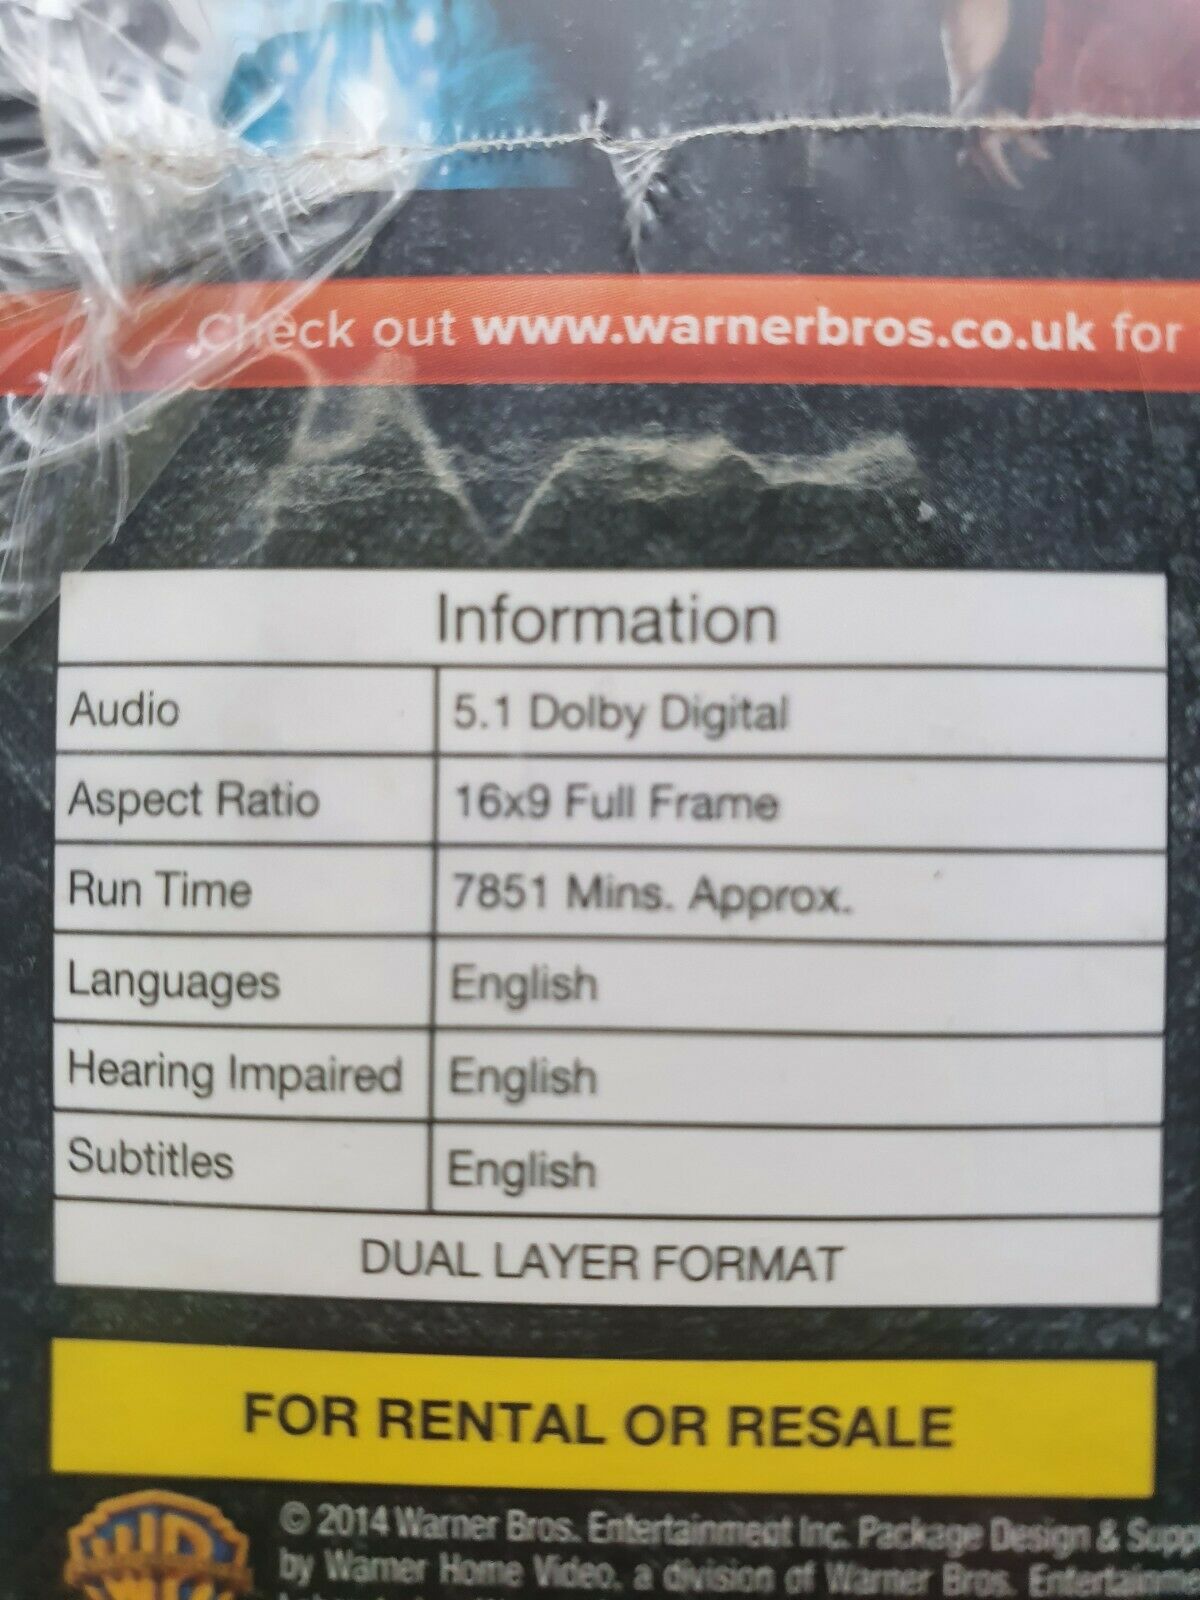 Check out www.warnerbros.co.uk for
Information
Audio 5.1 Dolby Digital
Aspect Ratio 16x9 Full Frame
Run Time 7851 Mins. Approx.
Languages English
Hearing Impaired English
Subtitles English
DUAL LAYER FORMAT
FOR RENTAL OR RESALE
© 2014 Warner Bros. Entertainment Inc. Package Design & Supp
by Warner Home Video, a division of Warner Bros. Entertainme